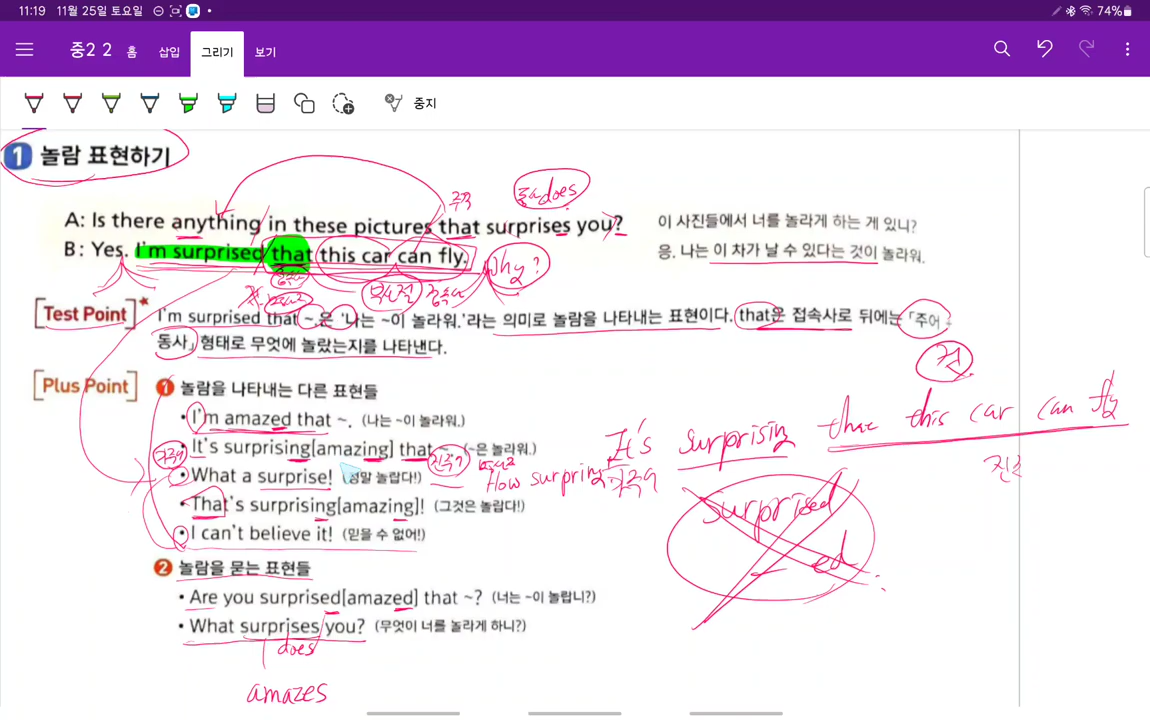 11:19 11월 25일 토요일
74%
중2 2 홈 삽입 그리기 보기
중지
1 놀람 표현하기
동사 does
주격
A: Is there anything in these pictures that surprises you?
이 사진들에서 너를 놀라게 하는 게 있니?
B: Yes. I'm surprised that this car can fly.
응. 나는 이 차가 날 수 있다는 것이 놀라워.
why?
부사절 접속사
[Test Point]* I'm surprised that ~.은 '나는 ~이 놀라워.'라는 의미로 놀람을 나타내는 표현이다. that은 접속사로 뒤에는 「주어 +
동사」 형태로 무엇에 놀랐는지를 나타낸다.
[Plus Point] 1 놀람을 나타내는 다른 표현들
• I'm amazed that ~. (나는 ~이 놀라워.)
• It's surprising[amazing] that ~. (~은 놀라워.)
It's surprising that this car can fly
• What a surprise! (정말 놀랍다!)
How surpring
• That's surprising[amazing]! (그것은 놀랍다!)
surprised
• I can't believe it! (믿을 수 없어!)
- ed
2 놀람을 묻는 표현들
• Are you surprised[amazed] that ~? (너는 ~이 놀랍니?)
• What surprises you? (무엇이 너를 놀라게 하니?)
does
amazes